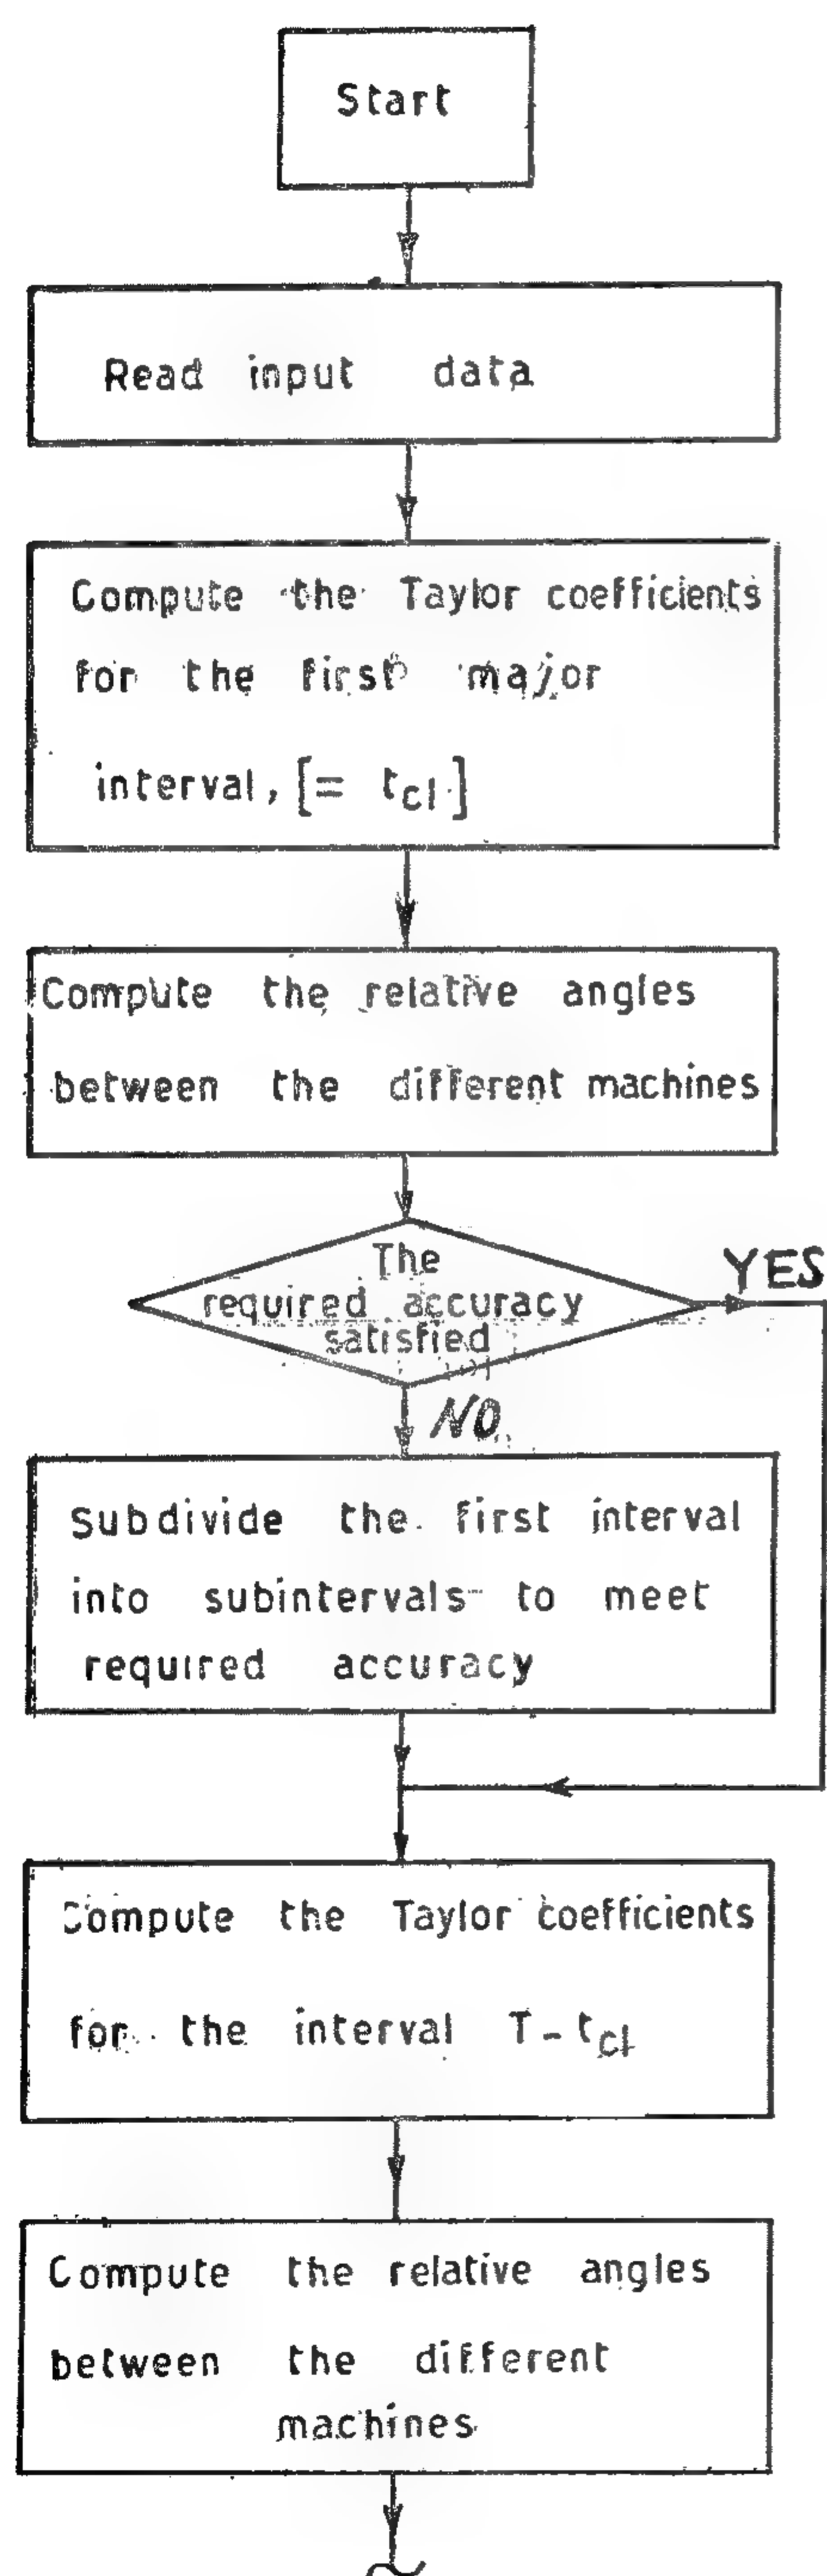 Start
Read input data
Compute the Taylor coefficients
for the first major
interval, [= tcl.]
Compute the relative angles
between the different machines
The
required accuracy
satisfied
YES
NO
Subdivide the first interval
into subintervals to meet
required accuracy
Compute the Taylor coefficients
for the interval T - tcl
Compute the relative angles
between the different
machines